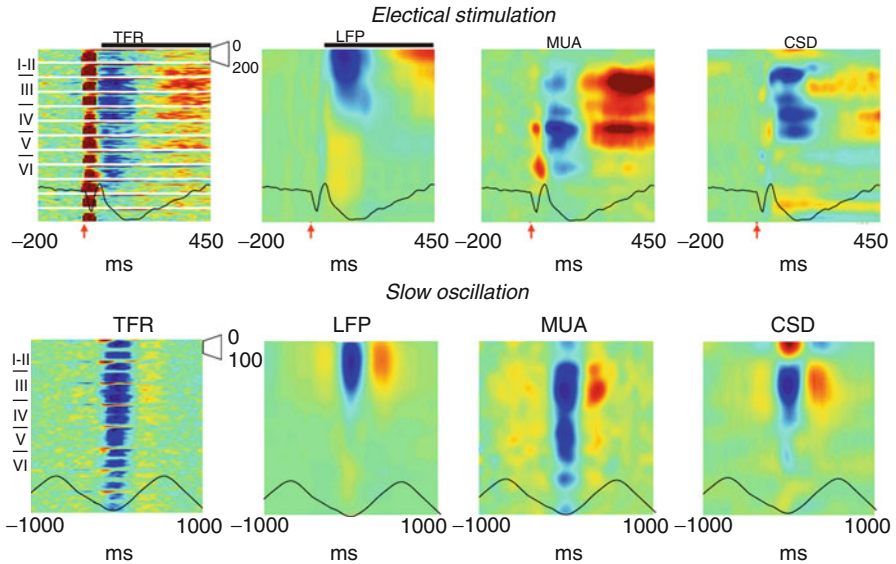 Electical stimulation
TFR
LFP
MUA
CSD
0
200
I-II
III
IV
V
VI
–200 450
–200 450
–200 450
–200 450
ms
ms
ms
ms
Slow oscillation
TFR
LFP
MUA
CSD
0
100
I-II
III
IV
V
VI
–1000 1000
–1000 1000
–1000 1000
–1000 1000
ms
ms
ms
ms